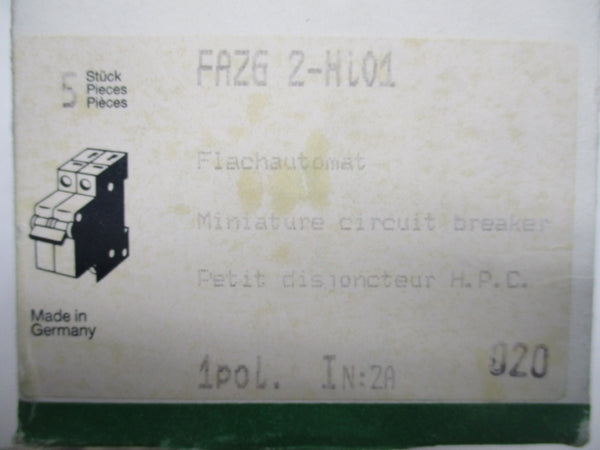 FAZG 2-HI01
5 Stück
Pieces
Pièces
Flachautomat
Miniature circuit breaker
Petit disjoncteur H.P.C.
Made in
Germany
1pol. IN:2A
020